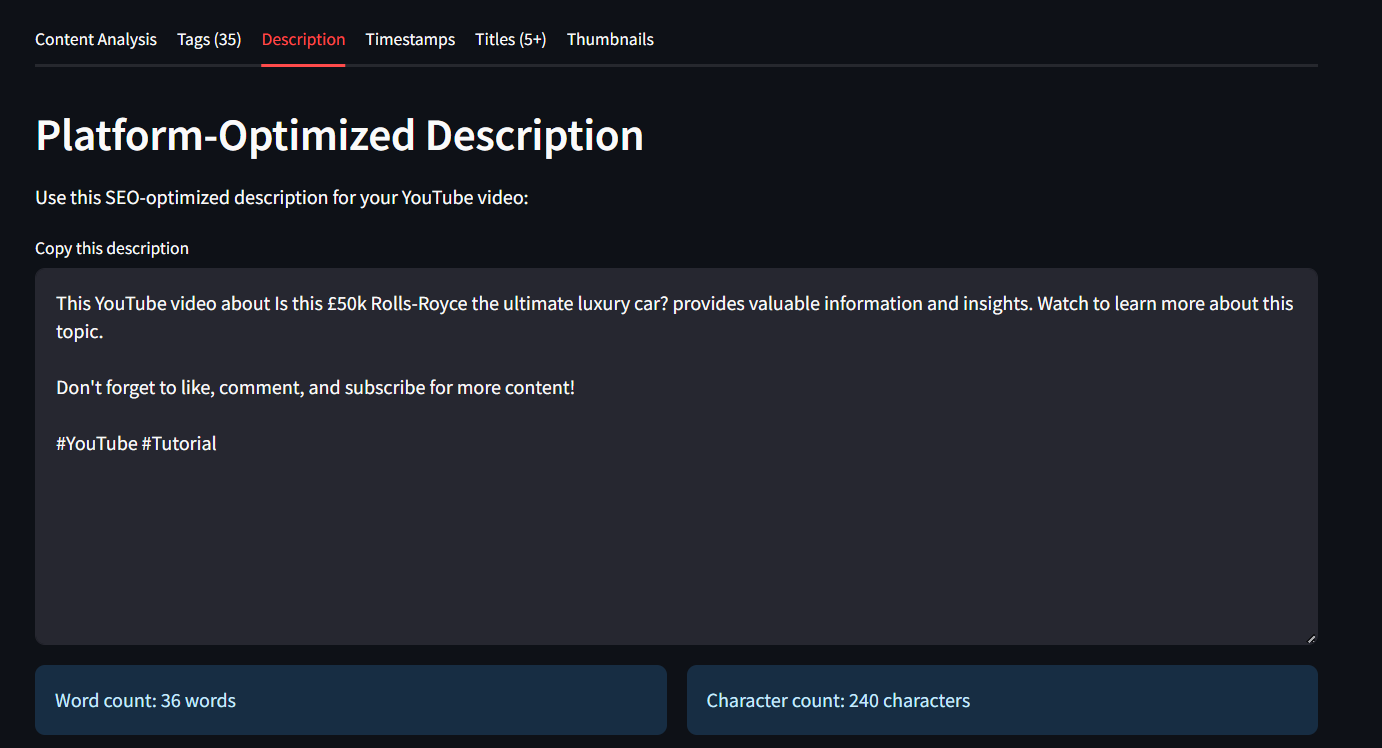 Content Analysis Tags (35) Description Timestamps Titles (5+) Thumbnails
Platform-Optimized Description
Use this SEO-optimized description for your YouTube video:
Copy this description
This YouTube video about Is this £50k Rolls-Royce the ultimate luxury car? provides valuable information and insights. Watch to learn more about this
topic.
Don't forget to like, comment, and subscribe for more content!
#YouTube #Tutorial
Word count: 36 words Character count: 240 characters